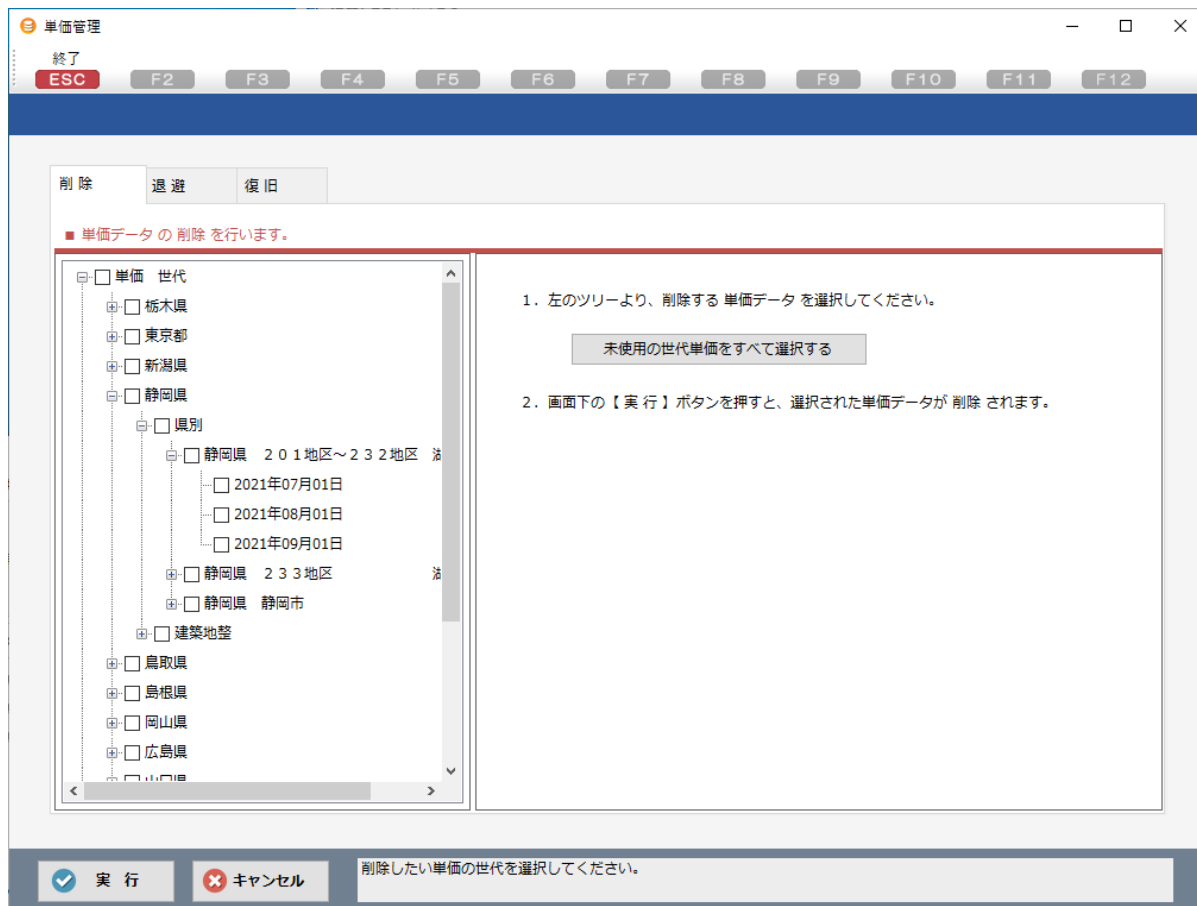 単価管理
終了
ESC F2 F3 F4 F5 F6 F7 F8 F9 F10 F11 F12
削 除 退 避 復 旧
■ 単価データ の 削除 を行います。
単価　世代
栃木県
東京都
新潟県
静岡県
県別
静岡県　２０１地区～２３２地区
2021年07月01日
2021年08月01日
2021年09月01日
静岡県　２３３地区
静岡県　静岡市
建築地整
鳥取県
島根県
岡山県
広島県
山口県
1. 左のツリーより、削除する 単価データ を選択してください。
未使用の世代単価をすべて選択する
2. 画面下の【 実 行 】ボタンを押すと、選択された単価データが 削除 されます。
実 行 キャンセル 削除したい単価の世代を選択してください。